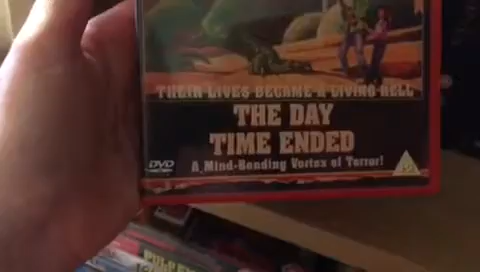 THEIR LIVES BECAME A LIVING HELL
THE DAY
TIME ENDED
DVD
A Mind-Bending Vortex of Terror!